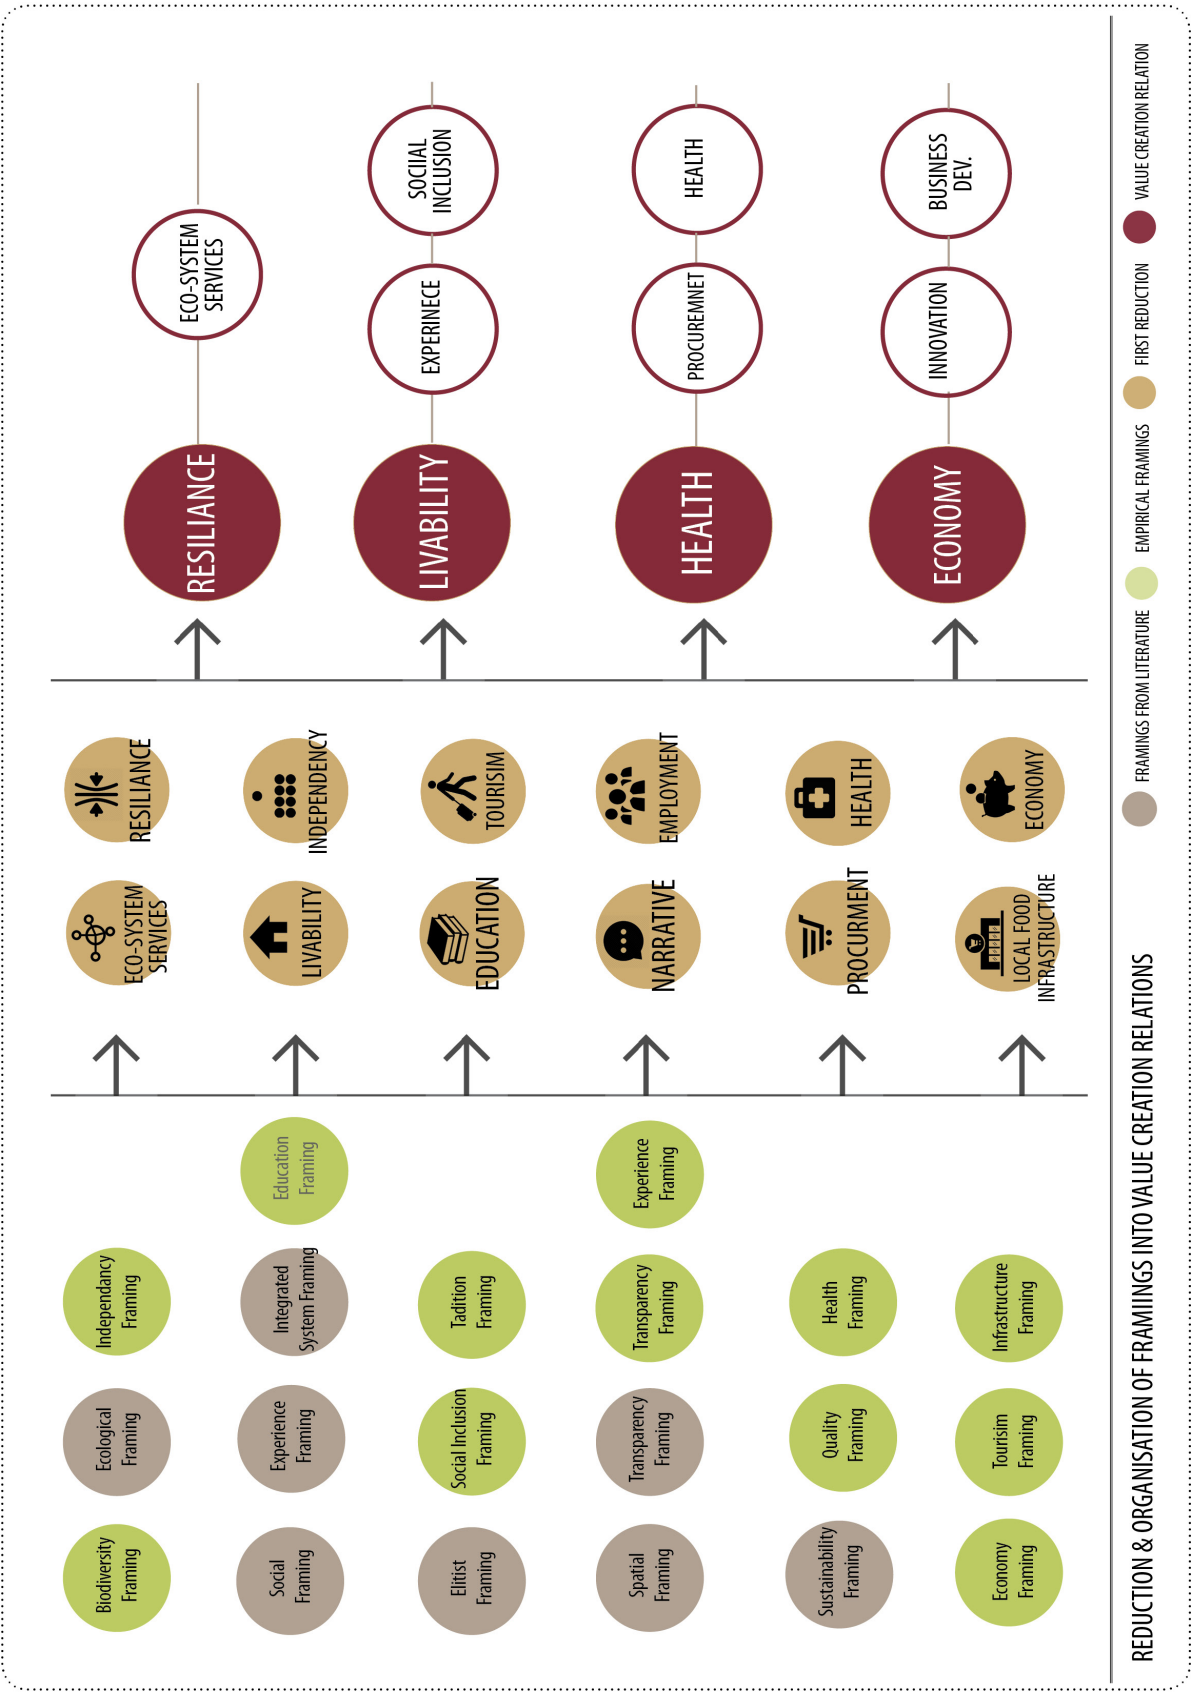 Biodiversity
Framing
Ecological
Framing
Independancy
Framing
Social
Framing
Experience
Framing
Integrated
System Framing
Education
Framing
Elitist
Framing
Social Inclusion
Framing
Tadition
Framing
Spatial
Framing
Transparency
Framing
Transparency
Framing
Experience
Framing
Sustainability
Framing
Quality
Framing
Health
Framing
Economy
Framing
Tourisim
Framing
Infrastructure
Framing
ECO-SYSTEM
SERVICES
RESILIANCE
LIVABILITY
INDEPENDENCY
EDUCATION
TOURISIM
NARRATIVE
EMPLOYMENT
PROCURMENT
HEALTH
LOCAL FOOD
INFRASTRUCTURE
ECONOMY
RESILIANCE
ECO-SYSTEM
SERVICES
LIVABILITY
EXPERINECE
SOCIIAL
INCLUSION
HEALTH
PROCUREMNET
HEALTH
ECONOMY
INNOVATION
BUSINESS
DEV.
REDUCTION & ORGANISATION OF FRAMIINGS INTO VALUE CREATION RELATIONS
FRAMINGS FROM LITERATURE
EMPIRICAL FRAMINGS
FIRST REDUCTION
VALUE CREATION RELATION